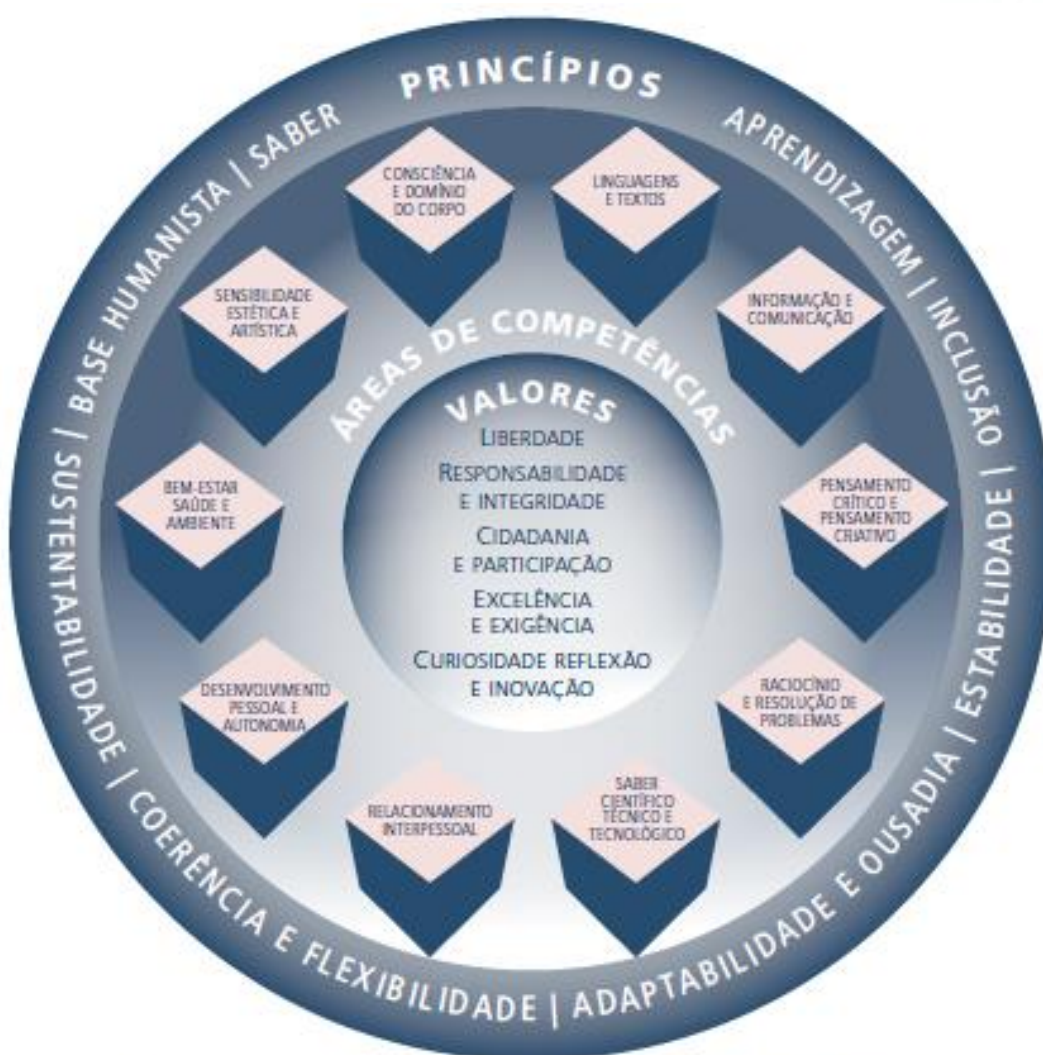 PRINCÍPIOS
APRENDIZAGEM | INCLUSÃO | ESTABILIDADE | ADAPTABILIDADE E OUSADIA | COERÊNCIA E FLEXIBILIDADE | SUSTENTABILIDADE | BASE HUMANISTA | SABER
ÁREAS DE COMPETÊNCIAS
LINGUAGENS
E TEXTOS
INFORMAÇÃO E
COMUNICAÇÃO
PENSAMENTO
CRÍTICO E
PENSAMENTO
CRIATIVO
RACIOCÍNIO
E RESOLUÇÃO DE
PROBLEMAS
SABER
CIENTÍFICO
TÉCNICO E
TECNOLÓGICO
RELACIONAMENTO
INTERPESSOAL
DESENVOLVIMENTO
PESSOAL E
AUTONOMIA
BEM-ESTAR
SAÚDE E
AMBIENTE
SENSIBILIDADE
ESTÉTICA E
ARTÍSTICA
CONSCIÊNCIA
E DOMÍNIO
DO CORPO
VALORES
LIBERDADE
RESPONSABILIDADE
E INTEGRIDADE
CIDADANIA
E PARTICIPAÇÃO
EXCELÊNCIA
E EXIGÊNCIA
CURIOSIDADE REFLEXÃO
E INOVAÇÃO